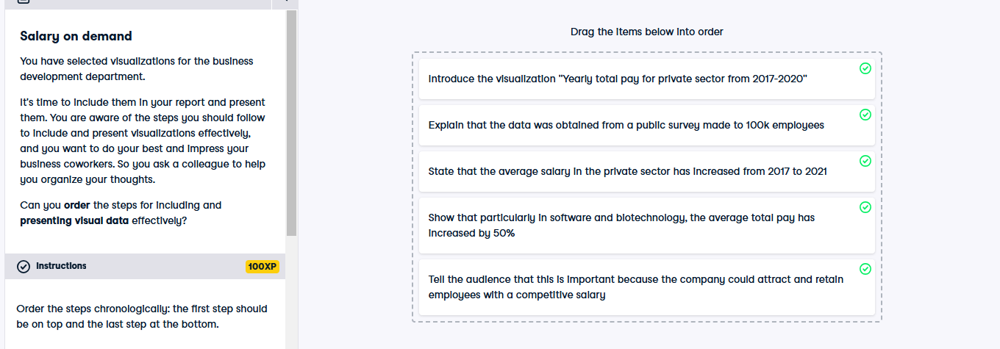 Salary on demand
You have selected visualizations for the business
development department.
It's time to include them in your report and present
them. You are aware of the steps you should follow
to include and present visualizations effectively,
and you want to do your best and impress your
business coworkers. So you ask a colleague to help
you organize your thoughts.
Can you order the steps for including and
presenting visual data effectively?
Instructions
100XP
Order the steps chronologically: the first step should
be on top and the last step at the bottom.
Drag the items below into order
Introduce the visualization "Yearly total pay for private sector from 2017-2020"
Explain that the data was obtained from a public survey made to 100k employees
State that the average salary in the private sector has increased from 2017 to 2021
Show that particularly in software and biotechnology, the average total pay has
increased by 50%
Tell the audience that this is important because the company could attract and retain
employees with a competitive salary